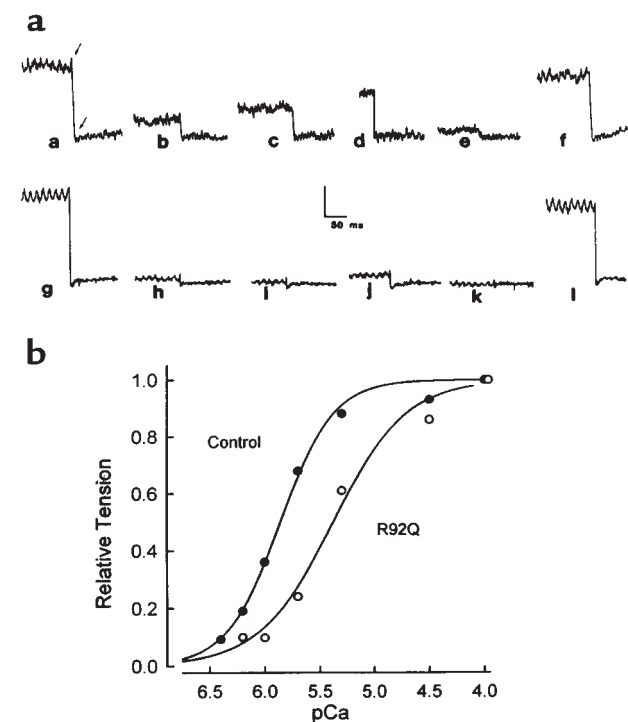 a
a b c d e f
50 ms
g h i j k l
b
1.0
0.8
0.6
0.4
0.2
0.0
Relative Tension
Control
R92Q
6.5 6.0 5.5 5.0 4.5 4.0
pCa